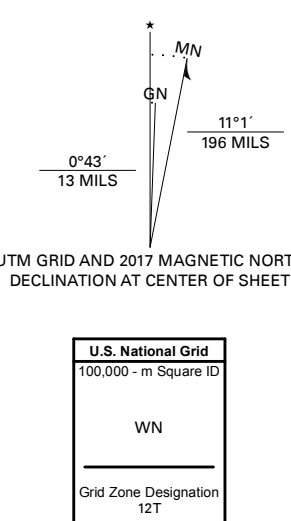 ★
MN
GN
11°1´
196 MILS
0°43´
13 MILS
UTM GRID AND 2017 MAGNETIC NORT
DECLINATION AT CENTER OF SHEET
U.S. National Grid
100,000 - m Square ID
WN
Grid Zone Designation
12T